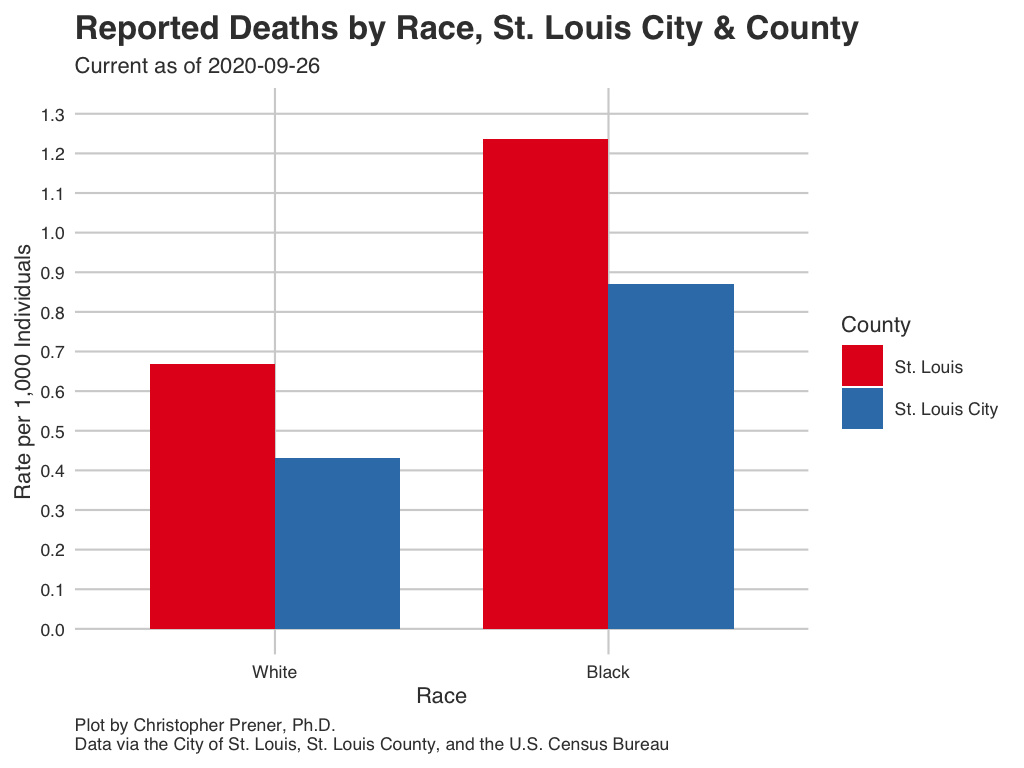 Reported Deaths by Race, St. Louis City & County
Current as of 2020-09-26
Rate per 1,000 Individuals
1.3
1.2
1.1
1.0
0.9
0.8
0.7
0.6
0.5
0.4
0.3
0.2
0.1
0.0
White
Black
Race
County
St. Louis
St. Louis City
Plot by Christopher Prener, Ph.D.
Data via the City of St. Louis, St. Louis County, and the U.S. Census Bureau